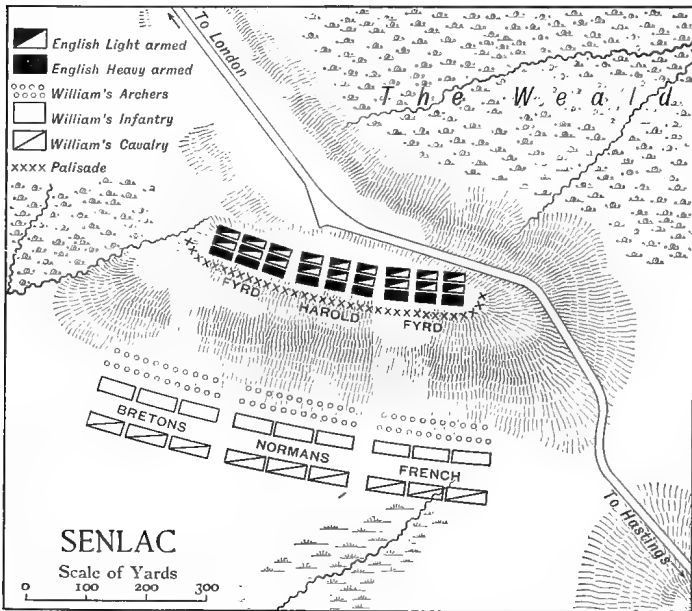 To London
English Light armed
English Heavy armed
William's Archers
William's Infantry
William's Cavalry
xxxx Palisade
The Weald
FYRD
HAROLD
FYRD
BRETONS
NORMANS
FRENCH
To Hastings
SENLAC
Scale of Yards
0 100 200 300